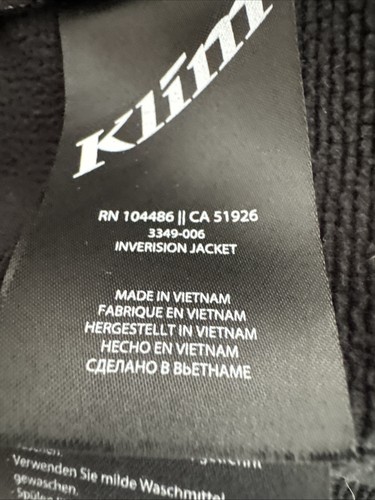 Klim
RN 104486 || CA 51926
3349-006
INVERISION JACKET
MADE IN VIETNAM
FABRIQUE EN VIETNAM
HERGESTELLT IN VIETNAM
HECHO EN VIETNAM
СДЕЛАНО В ВЬЕТНАМЕ
- Verwenden Sie milde Waschmittel
gewaschen.